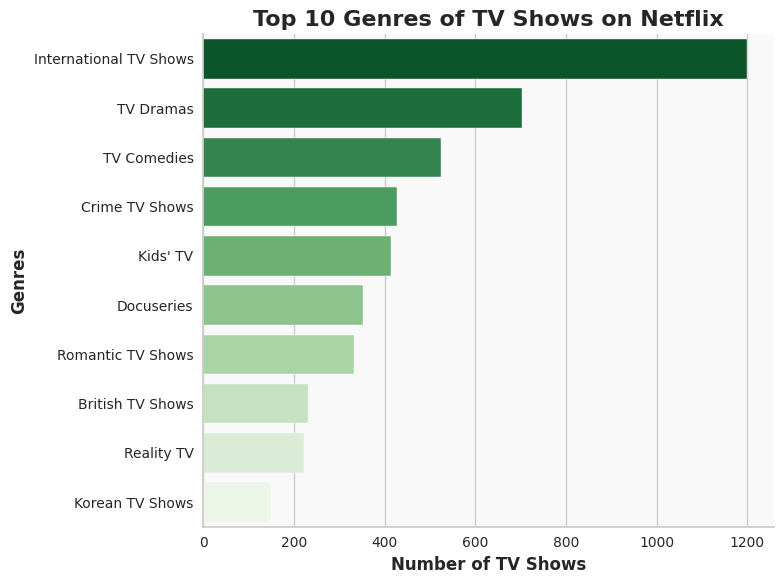 Top 10 Genres of TV Shows on Netflix
International TV Shows
TV Dramas
TV Comedies
Crime TV Shows
Kids' TV
Docuseries
Romantic TV Shows
British TV Shows
Reality TV
Korean TV Shows
Genres
0 200 400 600 800 1000 1200
Number of TV Shows